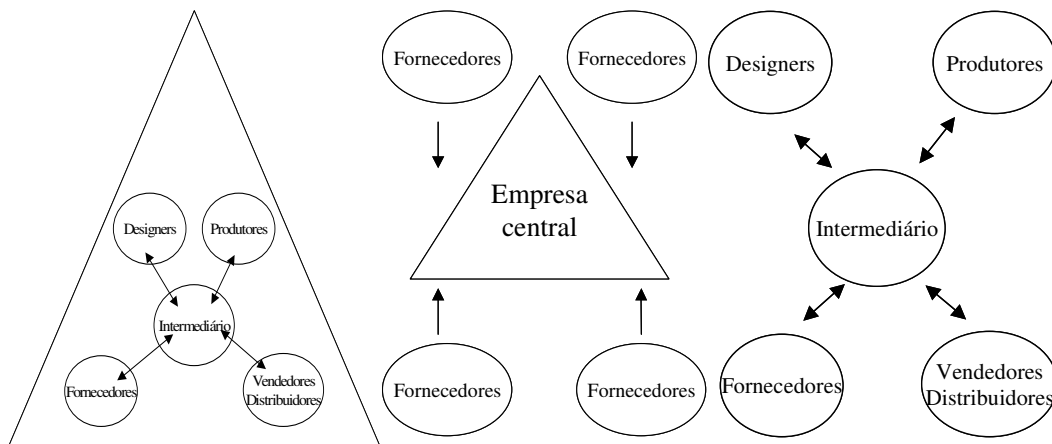 Designers
Produtores
Intermediário
Fornecedores
Vendedores
Distribuidores
Fornecedores
Fornecedores
Empresa
central
Fornecedores
Fornecedores
Designers
Produtores
Intermediário
Fornecedores
Vendedores
Distribuidores